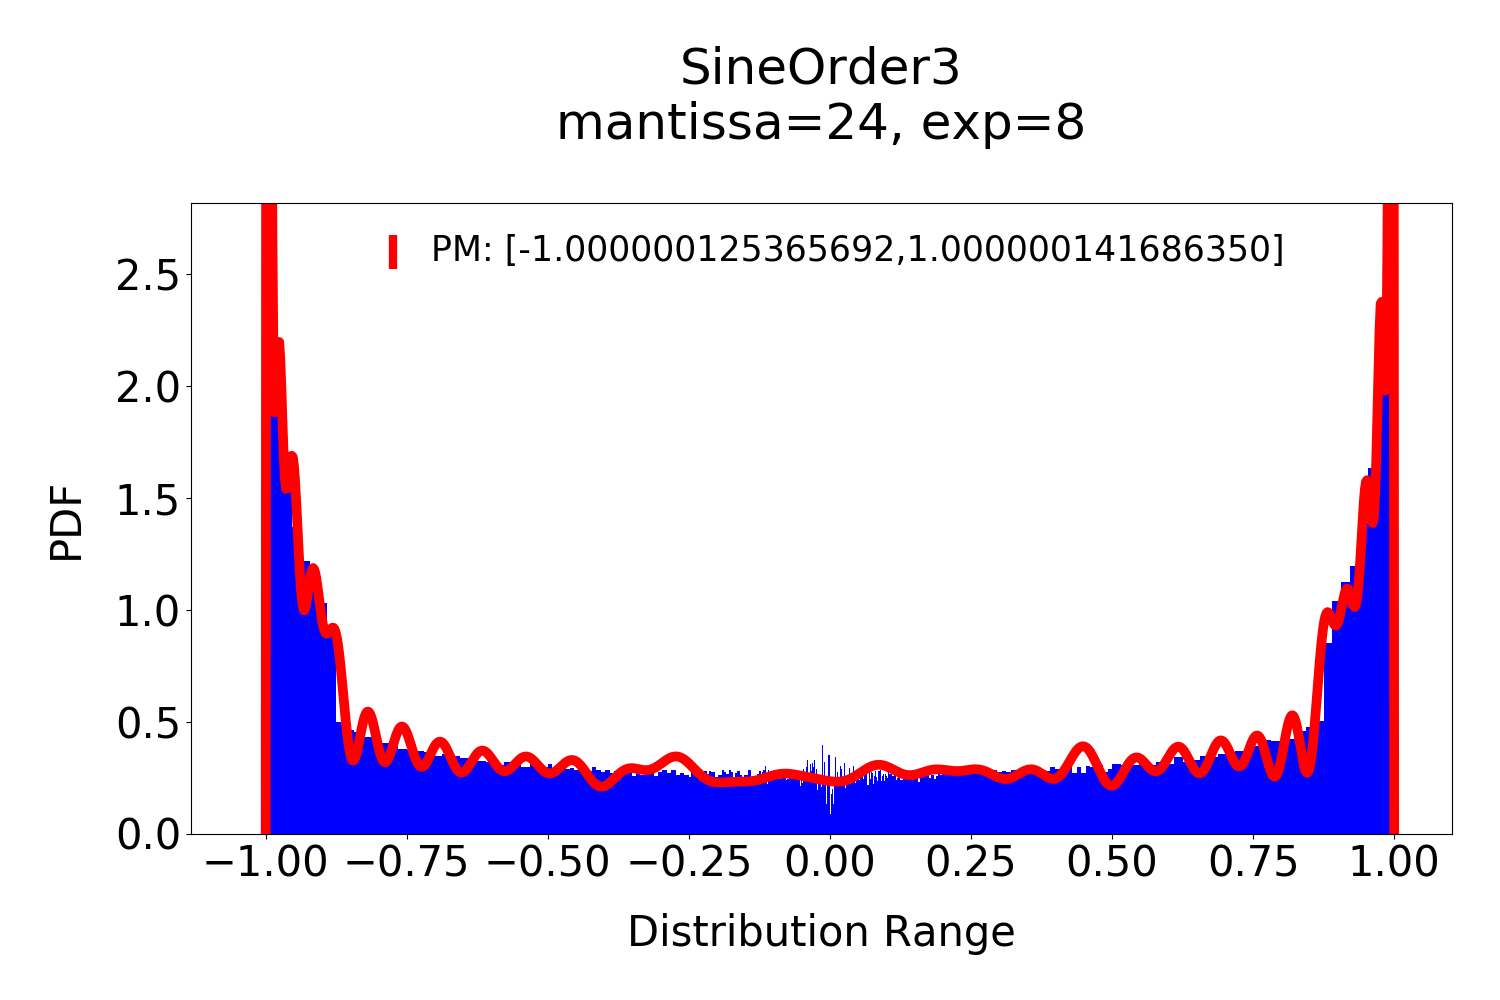 SineOrder3
mantissa=24, exp=8
PM: [-1.000000125365692,1.000000141686350]
2.5
2.0
1.5
1.0
0.5
0.0
PDF
−1.00 −0.75 −0.50 −0.25 0.00 0.25 0.50 0.75 1.00
Distribution Range